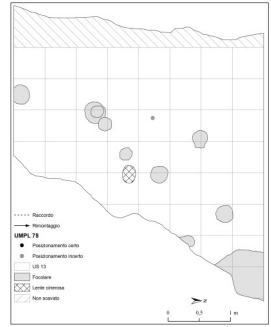 Raccordo
Rimontaggio
UMPL 78
Posizionamento certo
Posizionamento incerto
US 13
Focolare
Lente cinerosa
Non scavato
z
0 0,5 1 m